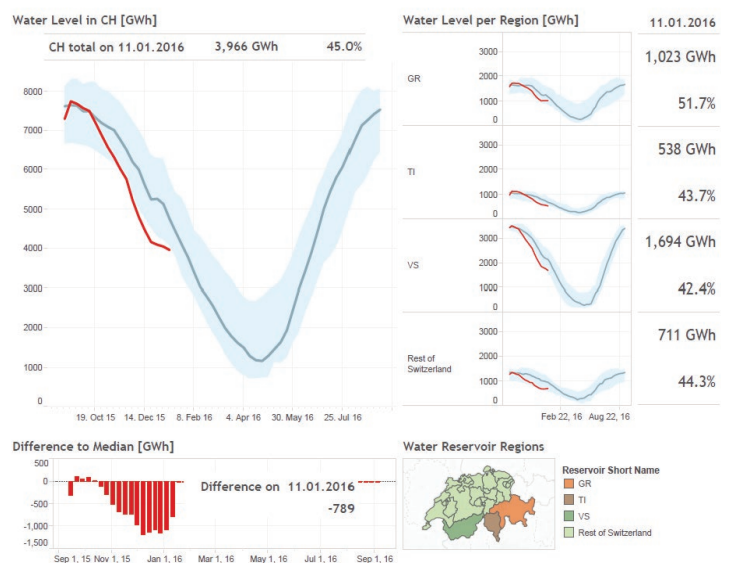 Water Level in CH [GWh]
CH total on 11.01.2016 3,966 GWh 45.0%
8000
7000
6000
5000
4000
3000
2000
1000
0
19. Oct 15 14. Dec 15 8. Feb 16 4. Apr 16 30. May 16 25. Jul 16
Water Level per Region [GWh] 11.01.2016
GR
3000
2000
1000
0
1,023 GWh
51.7%
TI
3000
2000
1000
0
538 GWh
43.7%
VS
3000
2000
1000
0
1,694 GWh
42.4%
Rest of
Switzerland
3000
2000
1000
0
711 GWh
44.3%
Feb 22, 16 Aug 22, 16
Difference to Median [GWh]
500
0
-500
-1,000
-1,500
Difference on 11.01.2016
-789
Sep 1, 15 Nov 1, 15 Jan 1, 16 Mar 1, 16 May 1, 16 Jul 1, 16 Sep 1, 16
Water Reservoir Regions
Reservoir Short Name
GR
TI
VS
Rest of Switzerland